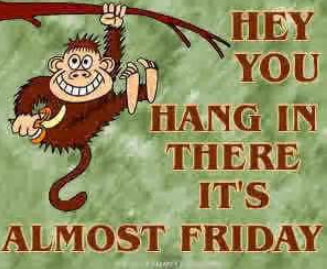 HEY
YOU
HANG IN
THERE
IT'S
ALMOST FRIDAY